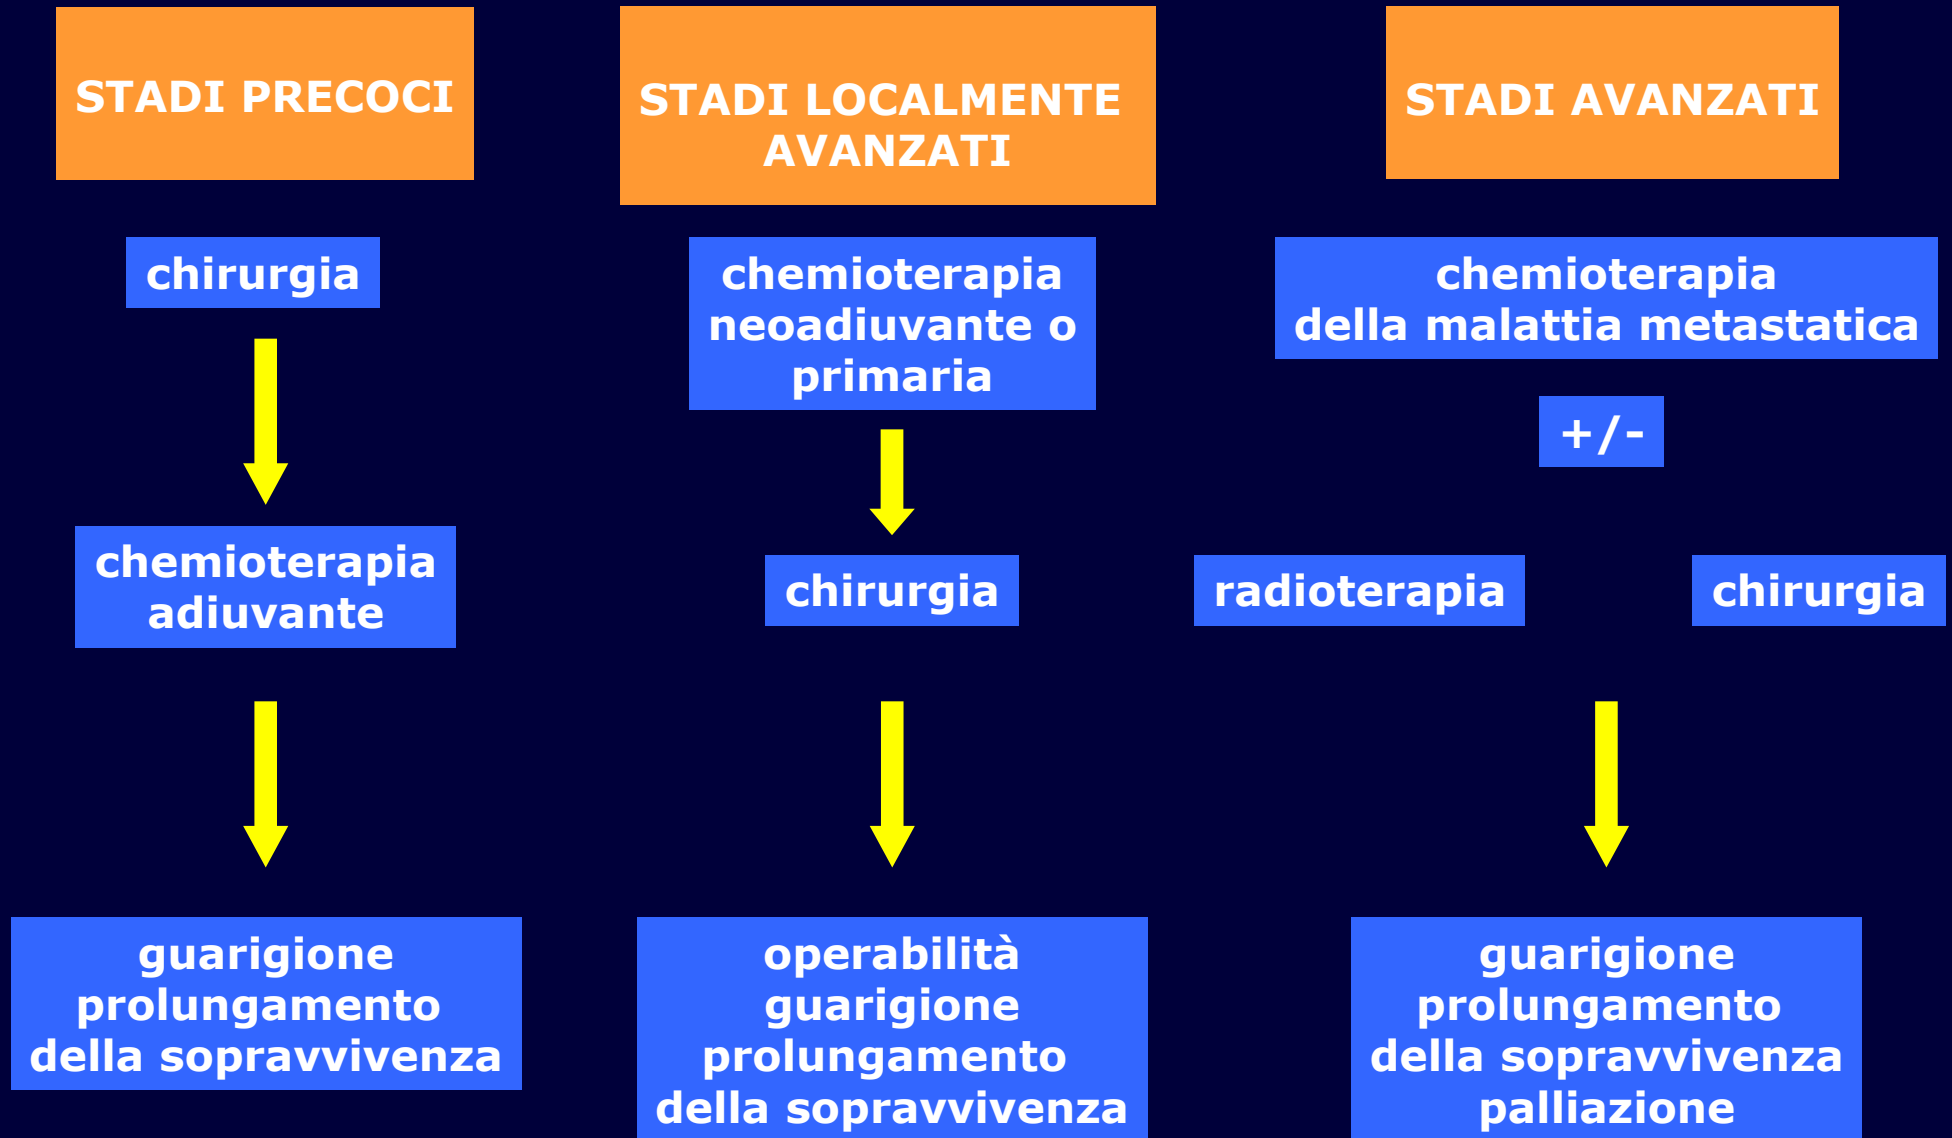 STADI PRECOCI
chirurgia
chemioterapia
adiuvante
guarigione
prolungamento
della sopravvivenza
STADI LOCALMENTE
AVANZATI
chemioterapia
neoadiuvante o
primaria
chirurgia
operabilità
guarigione
prolungamento
della sopravvivenza
STADI AVANZATI
chemioterapia
della malattia metastatica
+/-
radioterapia
chirurgia
guarigione
prolungamento
della sopravvivenza
palliazione